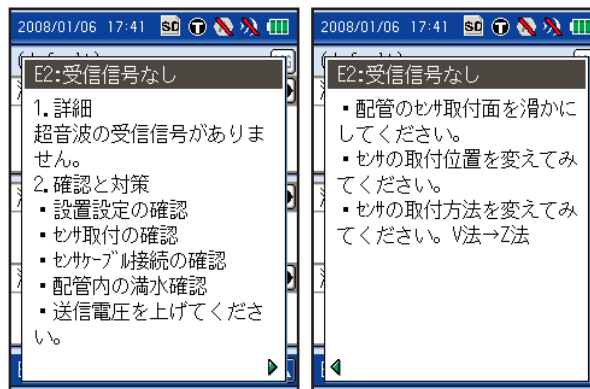 2008/01/06 17:41 SD T
E2:受信信号なし
1.詳細
超音波の受信信号がありま
せん。
2.確認と対策
▪設置設定の確認
▪センサ取付の確認
▪センサケーブル接続の確認
▪配管内の満水確認
▪送信電圧を上げてくださ
い。
2008/01/06 17:41 SD T
E2:受信信号なし
▪配管のセンサ取付面を滑かに
してください。
▪センサの取付位置を変えてみ
てください。
▪センサの取付方法を変えてみ
てください。V法→Z法